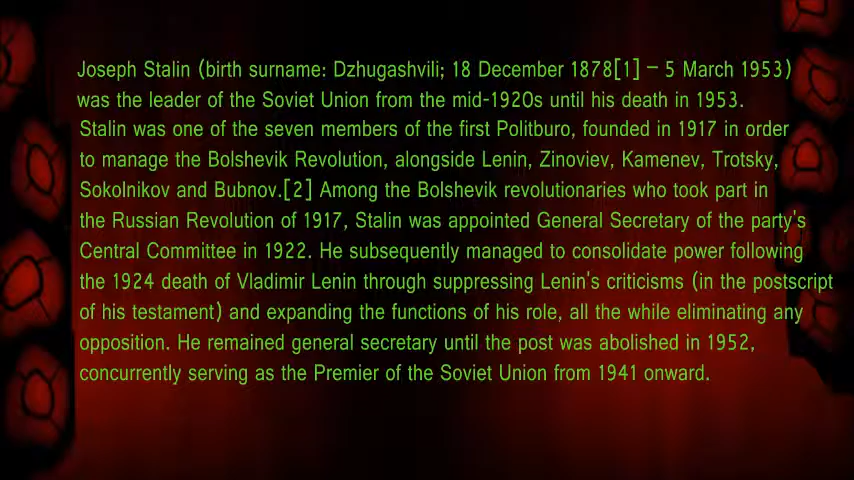 Joseph Stalin (birth surname: Dzhugashvili; 18 December 1878[1] – 5 March 1953)
was the leader of the Soviet Union from the mid-1920s until his death in 1953.
Stalin was one of the seven members of the first Politburo, founded in 1917 in order
to manage the Bolshevik Revolution, alongside Lenin, Zinoviev, Kamenev, Trotsky,
Sokolnikov and Bubnov.[2] Among the Bolshevik revolutionaries who took part in
the Russian Revolution of 1917, Stalin was appointed General Secretary of the party's
Central Committee in 1922. He subsequently managed to consolidate power following
the 1924 death of Vladimir Lenin through suppressing Lenin's criticisms (in the postscript
of his testament) and expanding the functions of his role, all the while eliminating any
opposition. He remained general secretary until the post was abolished in 1952,
concurrently serving as the Premier of the Soviet Union from 1941 onward.